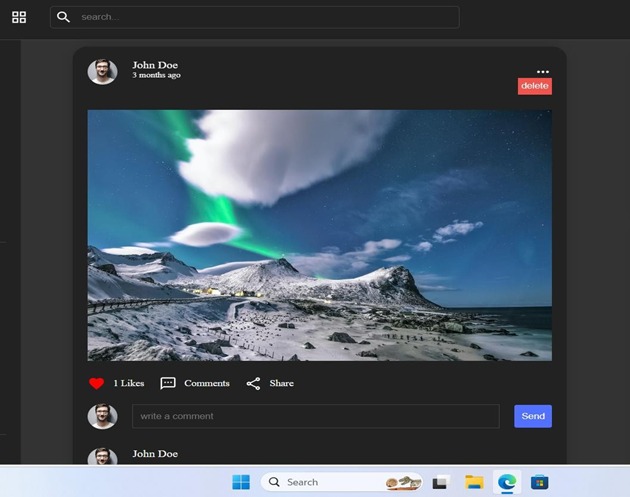 search...
John Doe
3 months ago
delete
1 Likes
Comments
Share
write a comment
Send
John Doe
Search